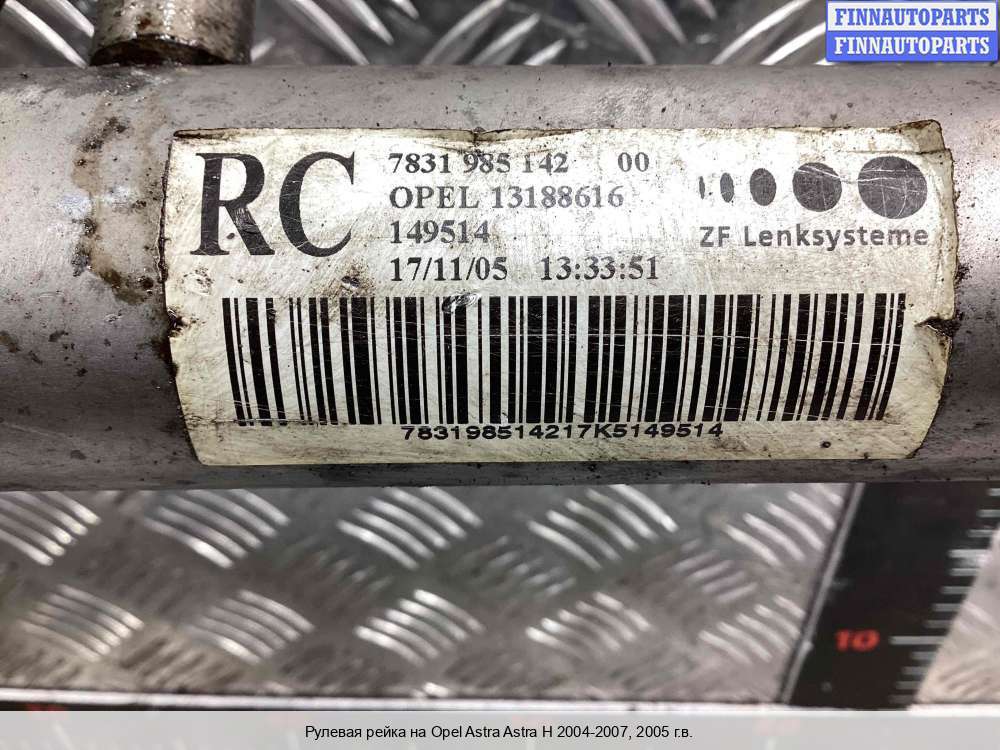 FINNAUTOPARTS
FINNAUTOPARTS
RC
7831 985 142 00
OPEL 13188616
149514
17/11/05 13:33:51
ZF Lenksysteme
783198514217K5149514
10
Рулевая рейка на Opel Astra Astra H 2004-2007, 2005 г.в.